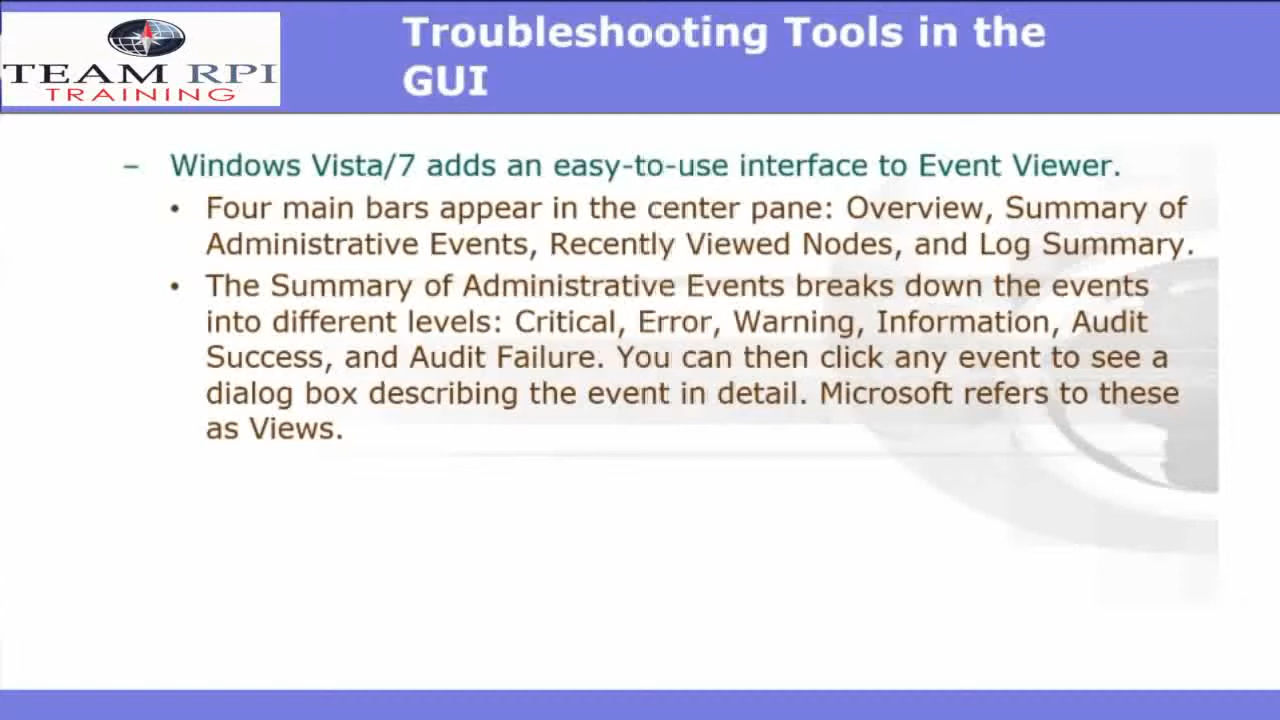 TEAM RPI
TRAINING
Troubleshooting Tools in the
GUI
– Windows Vista/7 adds an easy-to-use interface to Event Viewer.
• Four main bars appear in the center pane: Overview, Summary of
Administrative Events, Recently Viewed Nodes, and Log Summary.
• The Summary of Administrative Events breaks down the events
into different levels: Critical, Error, Warning, Information, Audit
Success, and Audit Failure. You can then click any event to see a
dialog box describing the event in detail. Microsoft refers to these
as Views.